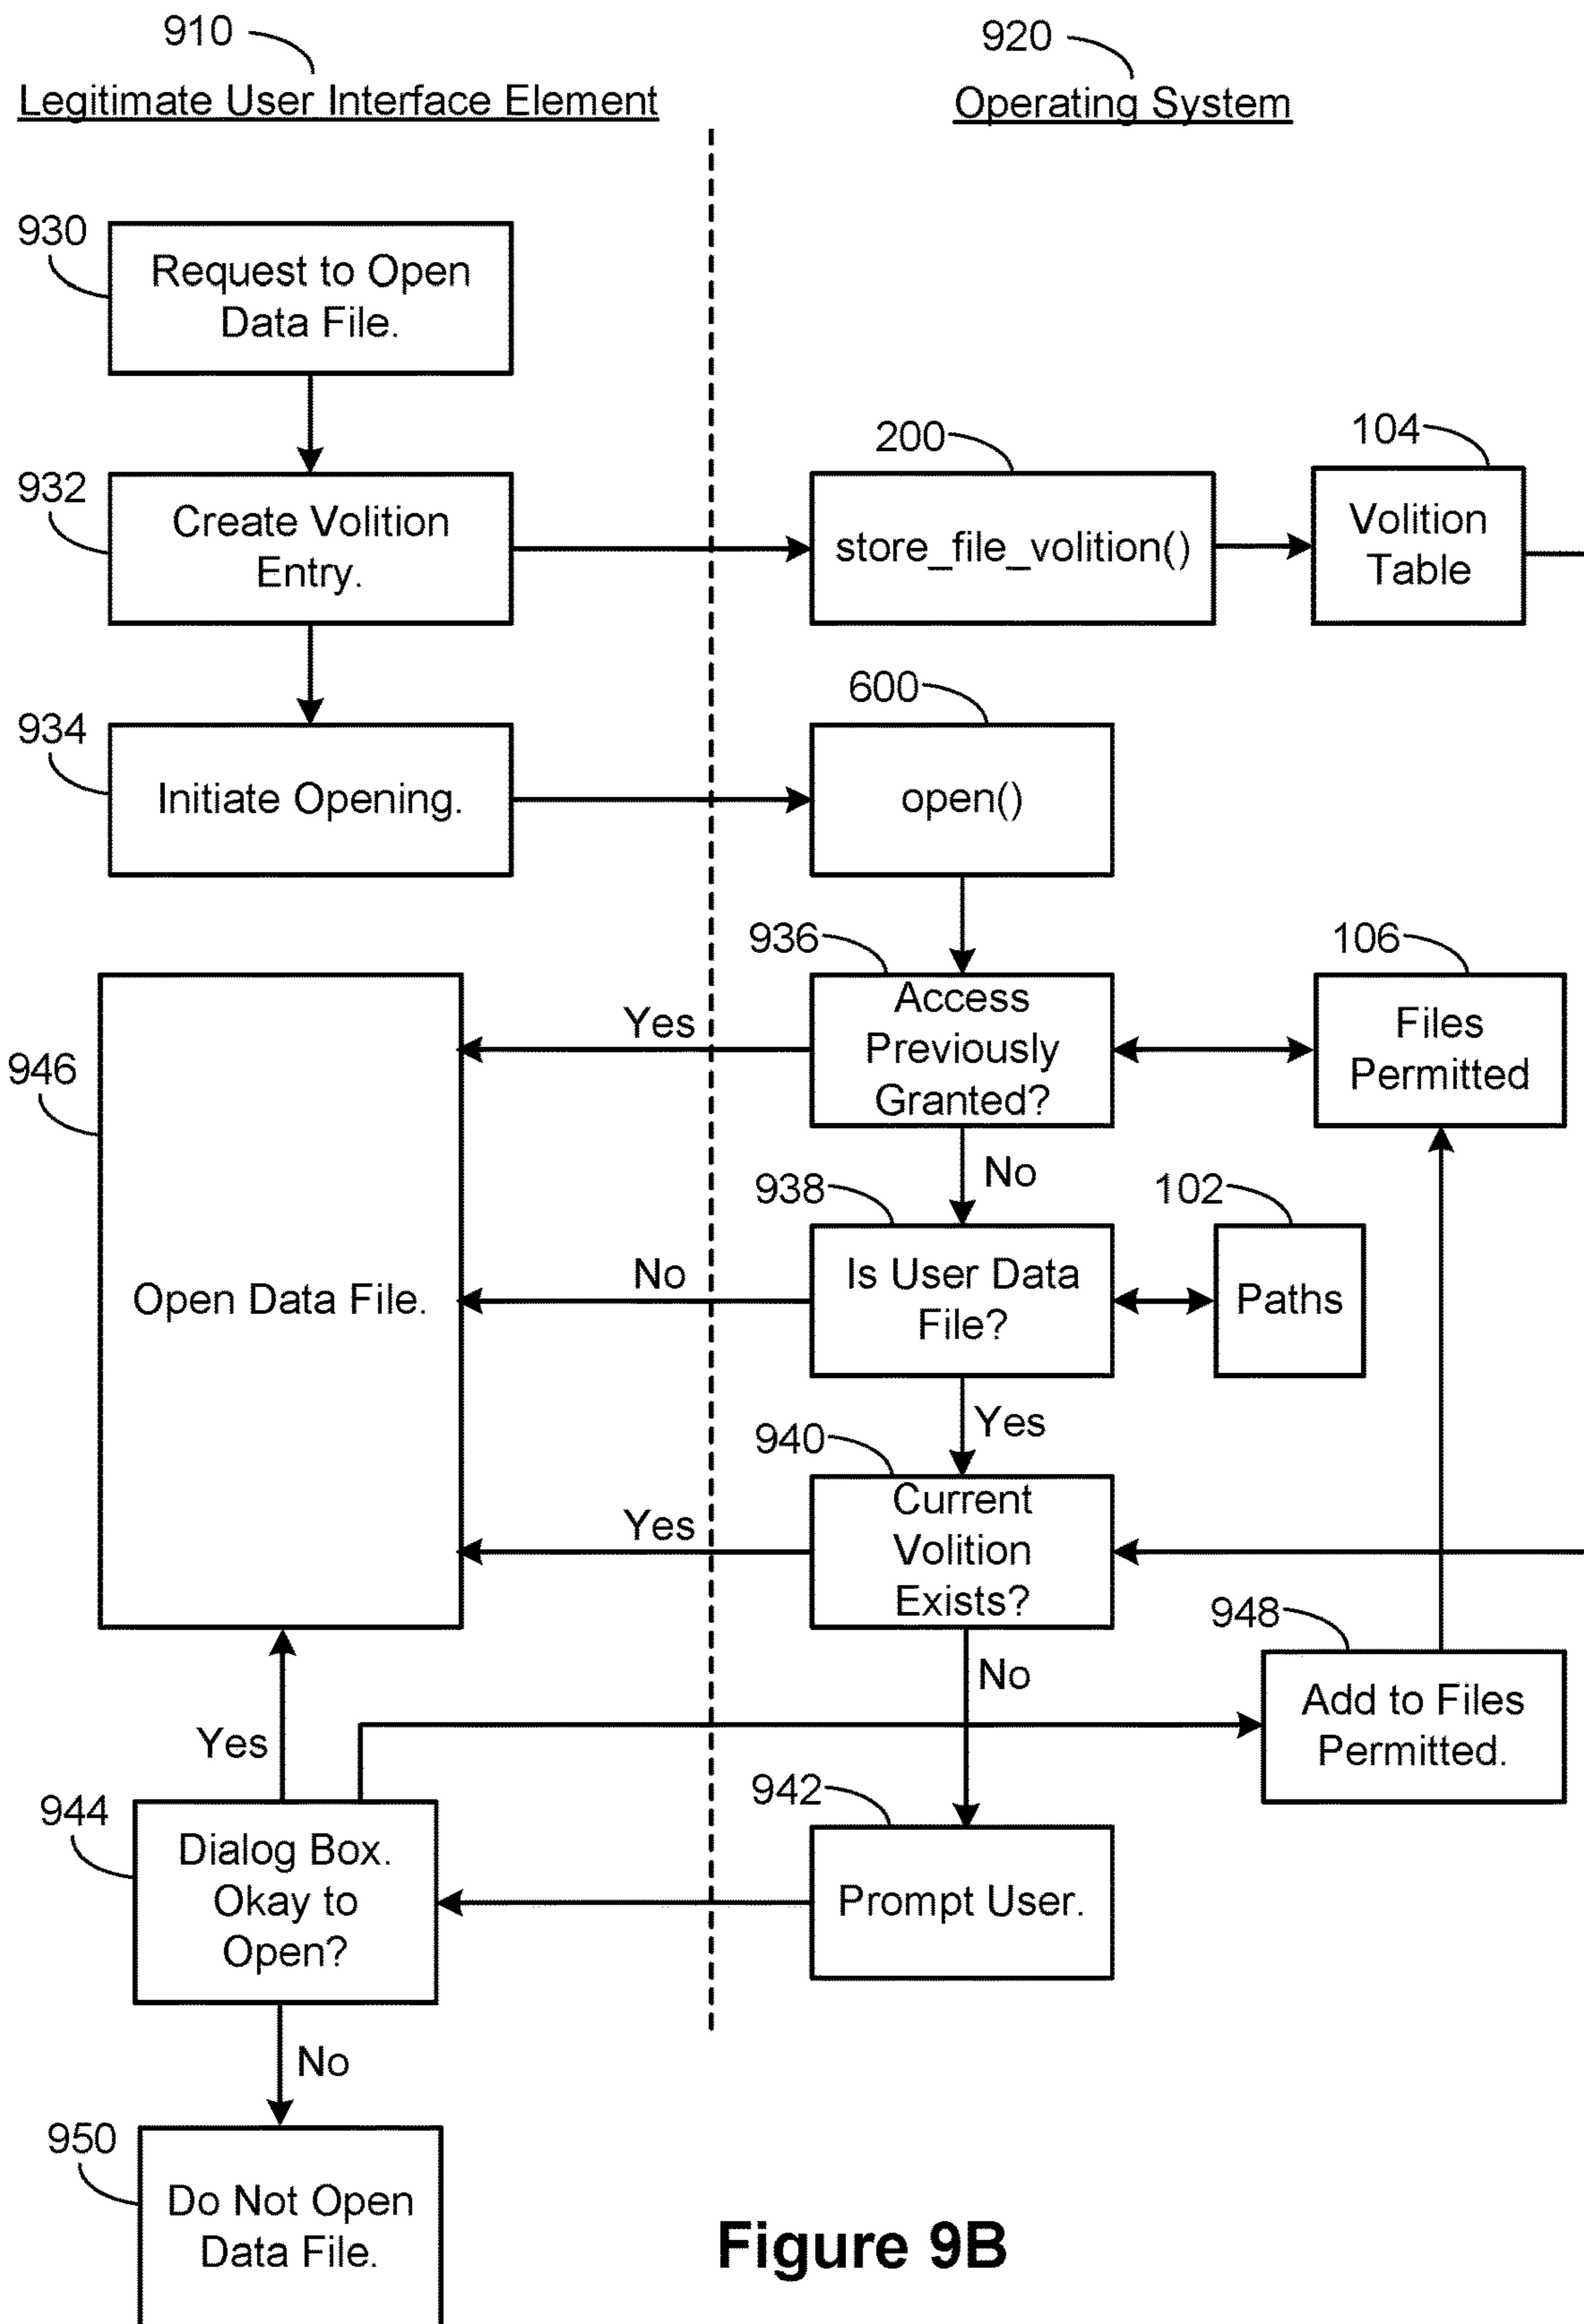 910
920
Legitimate User Interface Element
Operating System
930
Request to Open
Data File.
200
104
932
Create Volition
Entry.
store_file_volition()
Volition
Table
600
934
Initiate Opening.
open()
936
106
Access
Previously
Granted?
Yes
Files
Permitted
946
No
938
102
Open Data File.
No
Is User Data
File?
Paths
Yes
940
Current
Volition
Exists?
Yes
948
No
Add to Files
Permitted.
Yes
942
944
Dialog Box.
Okay to
Open?
Prompt User.
No
950
Do Not Open
Data File.
Figure 9B